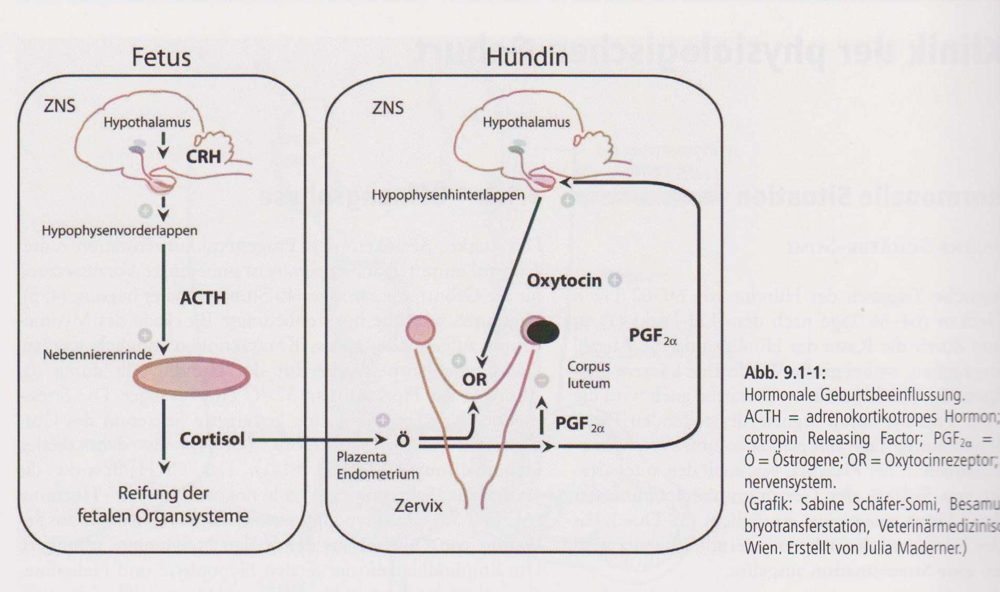 Fetus
ZNS
Hypothalamus
CRH
Hypophysenvorderlappen
ACTH
Nebennierenrinde
Cortisol
Reifung der
fetalen Organsysteme
Hündin
ZNS
Hypothalamus
Hypophysenhinterlappen
Oxytocin
OR
Corpus
luteum
PGF2α
PGF2α
Ö
Plazenta
Endometrium
Zervix
Abb. 9.1-1:
Hormonale Geburtsbeeinflussung.
ACTH = adrenokortikotropes Hormon;
cotropin Releasing Factor; PGF2α =
Ö = Östrogene; OR = Oxytocinrezeptor;
nervensystem.
(Grafik: Sabine Schäfer-Somi, Besamu
bryotransferstation, Veterinärmedizinisc
Wien. Erstellt von Julia Maderner.)